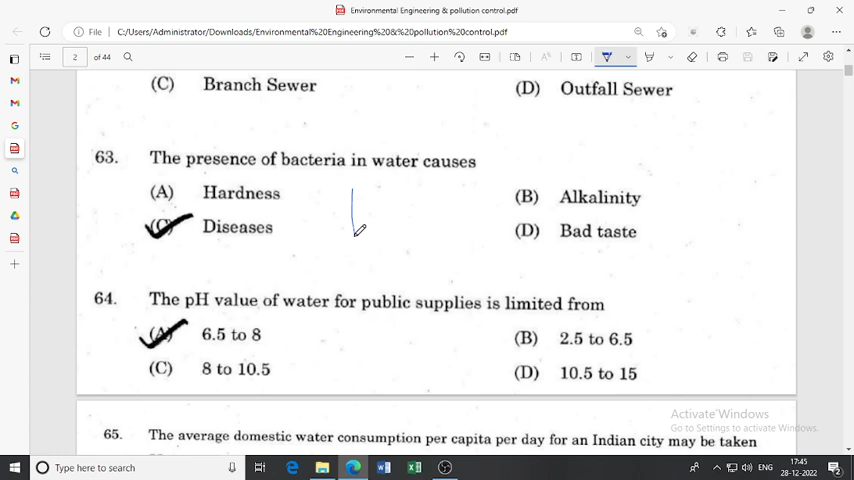 Environmental Engineering & pollution control.pdf
File
C:/Users/Administrator/Downloads/Environmental%20Engineering%20&%20pollution%20control.pdf
2 of 44
(C) Branch Sewer (D) Outfall Sewer
63. The presence of bacteria in water causes
(A) Hardness (B) Alkalinity
(C) Diseases (D) Bad taste
64. The pH value of water for public supplies is limited from
(A) 6.5 to 8 (B) 2.5 to 6.5
(C) 8 to 10.5 (D) 10.5 to 15
Activate Windows
Go to Settings to activate Windows.
65. The average domestic water consumption per capita per day for an Indian city may be taken
Type here to search
ENG
17:45
28-12-2022
2